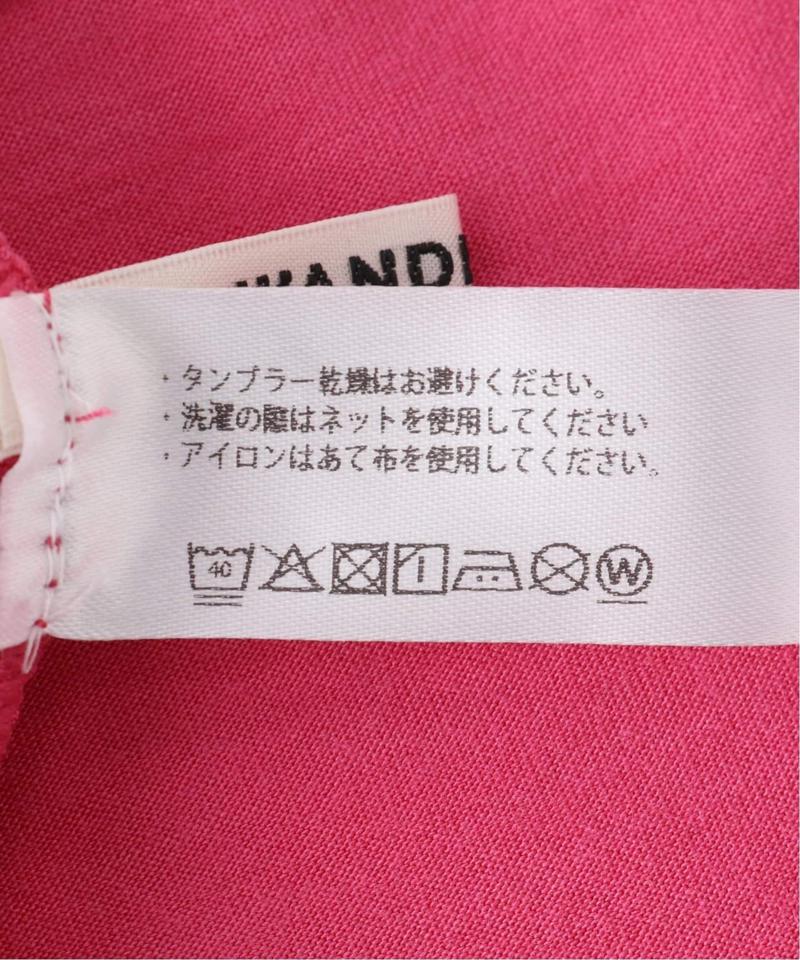 ・タンブラー乾燥はお避けください。
・洗濯の際はネットを使用してください
・アイロンはあて布を使用してください。
40
W